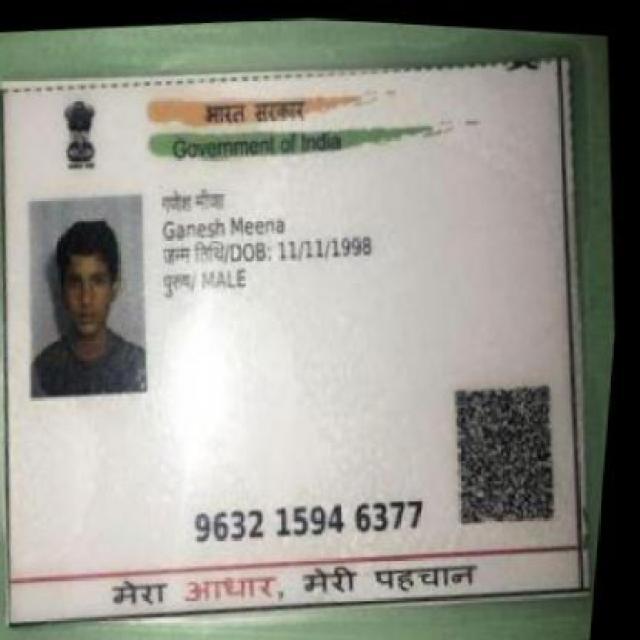 भारत सरकार
Government of India
गणेश मीणा
Ganesh Meena
जन्म तिथि/DOB: 11/11/1998
पुरुष/ MALE
9632 1594 6377
मेरा आधार, मेरी पहचान